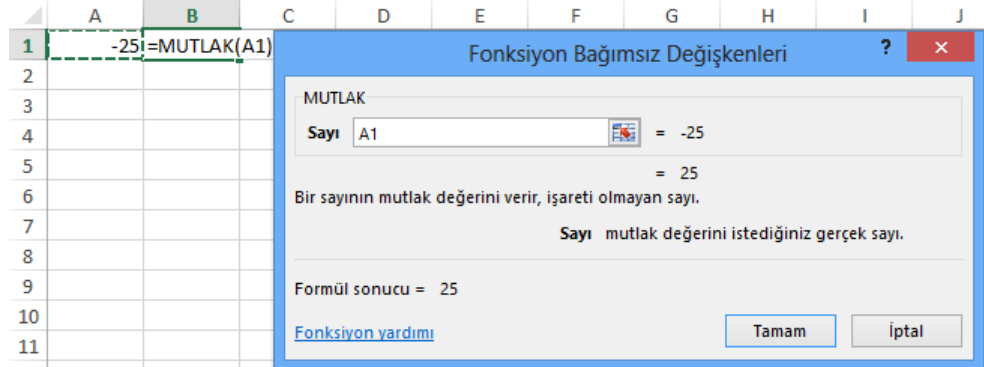 A B C D E F G H I J
1 -25 =MUTLAK(A1)
Fonksiyon Bağımsız Değişkenleri ? ×
2
MUTLAK
3
Sayı A1 = -25
4
= 25
5
Bir sayının mutlak değerini verir, işareti olmayan sayı.
6
Sayı mutlak değerini istediğiniz gerçek sayı.
7
8
Formül sonucu = 25
9
10
Fonksiyon yardımı Tamam İptal
11